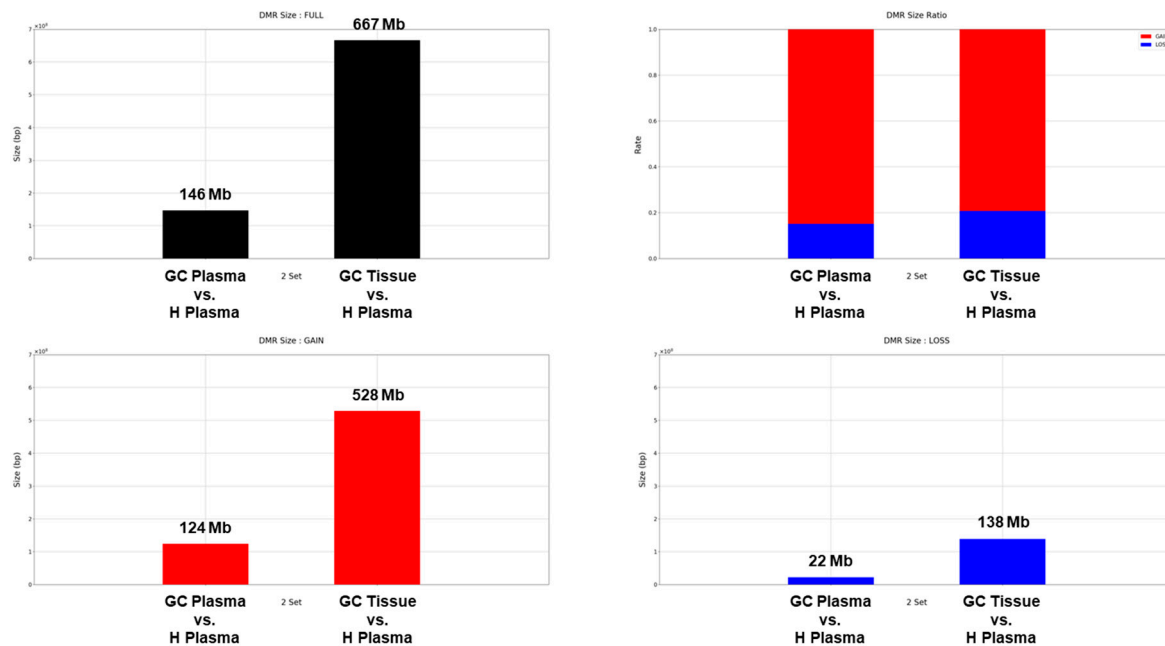 DMR Size : FULL
×10⁸
667 Mb
7
6
5
4
3
2
1
0
Size (bp)
146 Mb
GC Plasma
vs.
H Plasma
2 Set
GC Tissue
vs.
H Plasma
DMR Size Ratio
GAI
LOS
1.0
0.8
0.6
0.4
0.2
0.0
Rate
GC Plasma
vs.
H Plasma
2 Set
GC Tissue
vs.
H Plasma
DMR Size : GAIN
×10⁸
7
6
5
4
3
2
1
0
Size (bp)
124 Mb
528 Mb
GC Plasma
vs.
H Plasma
2 Set
GC Tissue
vs.
H Plasma
DMR Size : LOSS
×10⁸
7
6
5
4
3
2
1
0
Size (bp)
22 Mb
138 Mb
GC Plasma
vs.
H Plasma
2 Set
GC Tissue
vs.
H Plasma